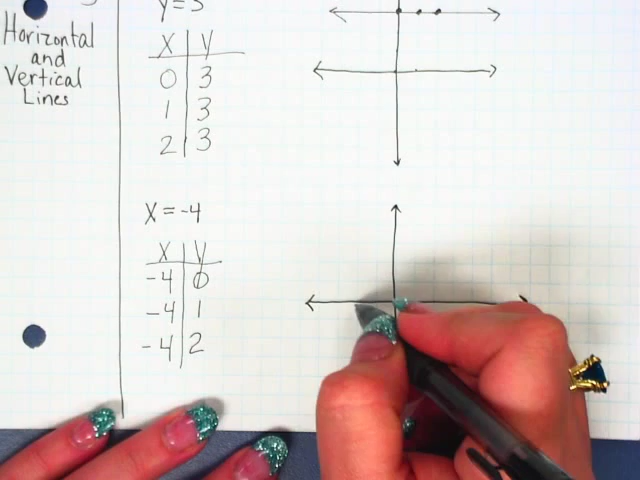 Horizontal
and
Vertical
Lines
y=3
X Y
0 3
1 3
2 3
X=-4
X Y
-4 0
-4 1
-4 2